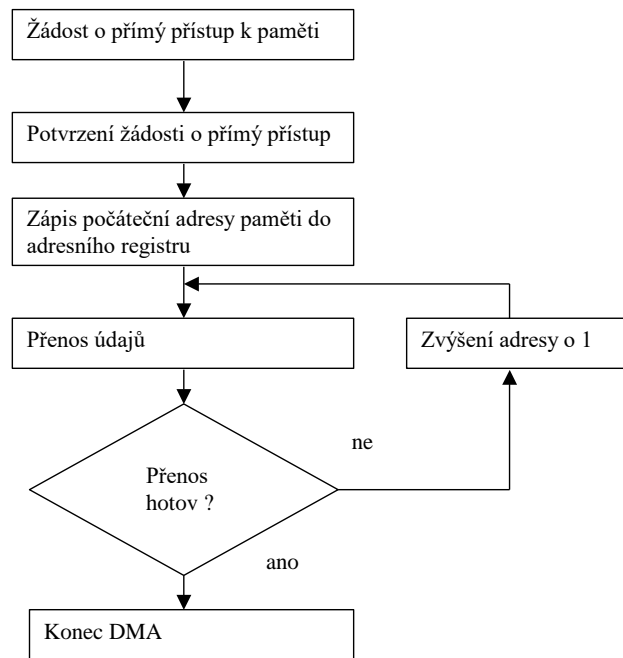 Žádost o přímý přístup k paměti
Potvrzení žádosti o přímý přístup
Zápis počáteční adresy paměti do
adresního registru
Přenos údajů
Zvýšení adresy o 1
ne
Přenos
hotov ?
ano
Konec DMA